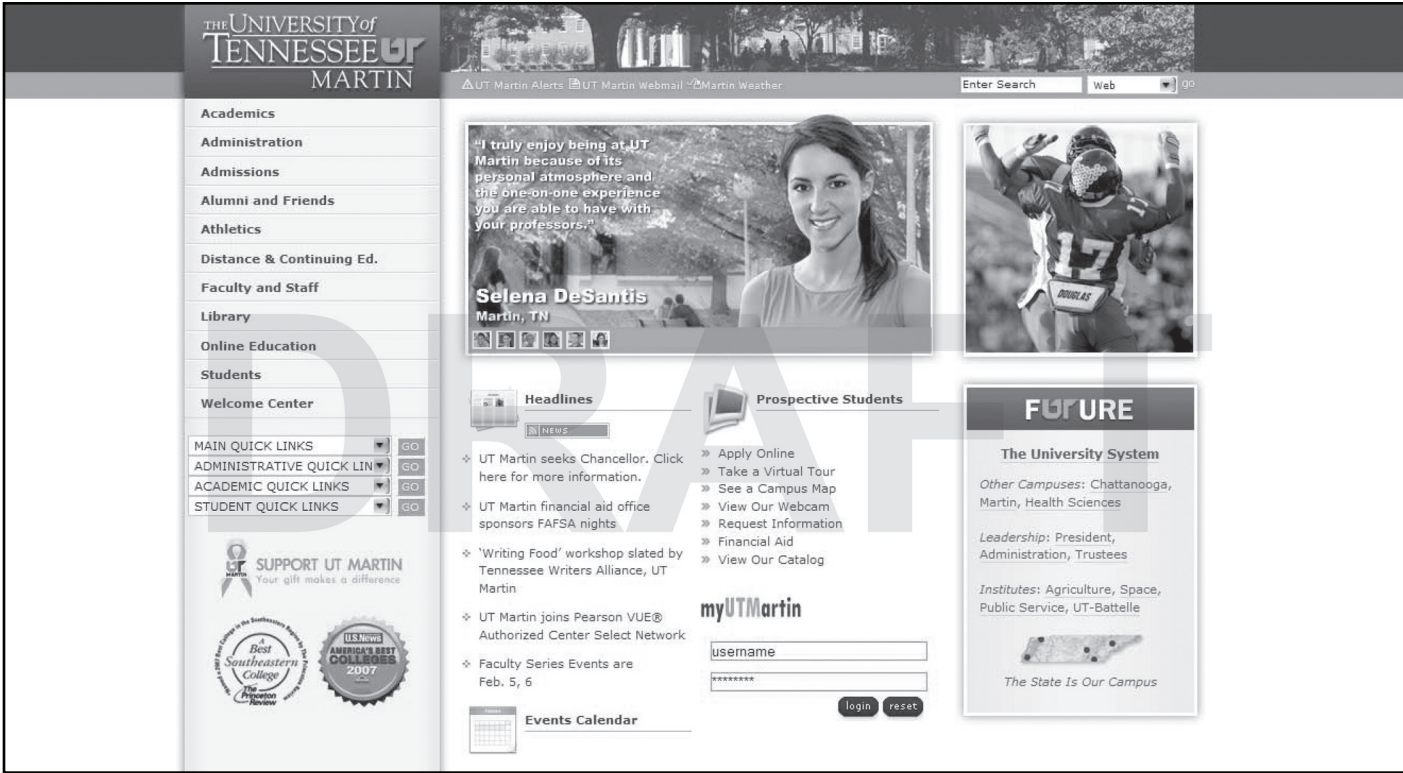 THE UNIVERSITY of
TENNESSEE UT
MARTIN
UT Martin Alerts UT Martin Webmail Martin Weather
Enter Search
Web
go
Academics
Administration
Admissions
Alumni and Friends
Athletics
Distance & Continuing Ed.
Faculty and Staff
Library
Online Education
Students
Welcome Center
MAIN QUICK LINKS GO
ADMINISTRATIVE QUICK LIN GO
ACADEMIC QUICK LINKS GO
STUDENT QUICK LINKS GO
UT
MARTIN
SUPPORT UT MARTIN
Your gift makes a difference
A
Best
Southeastern
College
The
Princeton
Review
U.S.News
AMERICA'S BEST
COLLEGES
2007
"I truly enjoy being at UT
Martin because of its
personal atmosphere and
the one-on-one experience
you are able to have with
your professors."
Selena DeSantis
Martin, TN
17
17
DOUGLAS
Headlines
NEWS
UT Martin seeks Chancellor. Click
here for more information.
UT Martin financial aid office
sponsors FAFSA nights
'Writing Food' workshop slated by
Tennessee Writers Alliance, UT
Martin
UT Martin joins Pearson VUE®
Authorized Center Select Network
Faculty Series Events are
Feb. 5, 6
Events Calendar
Prospective Students
» Apply Online
» Take a Virtual Tour
» See a Campus Map
» View Our Webcam
» Request Information
» Financial Aid
» View Our Catalog
myUTMartin
username
********
login reset
FUTURE
The University System
Other Campuses: Chattanooga,
Martin, Health Sciences
Leadership: President,
Administration, Trustees
Institutes: Agriculture, Space,
Public Service, UT-Battelle
The State Is Our Campus
DRAFT